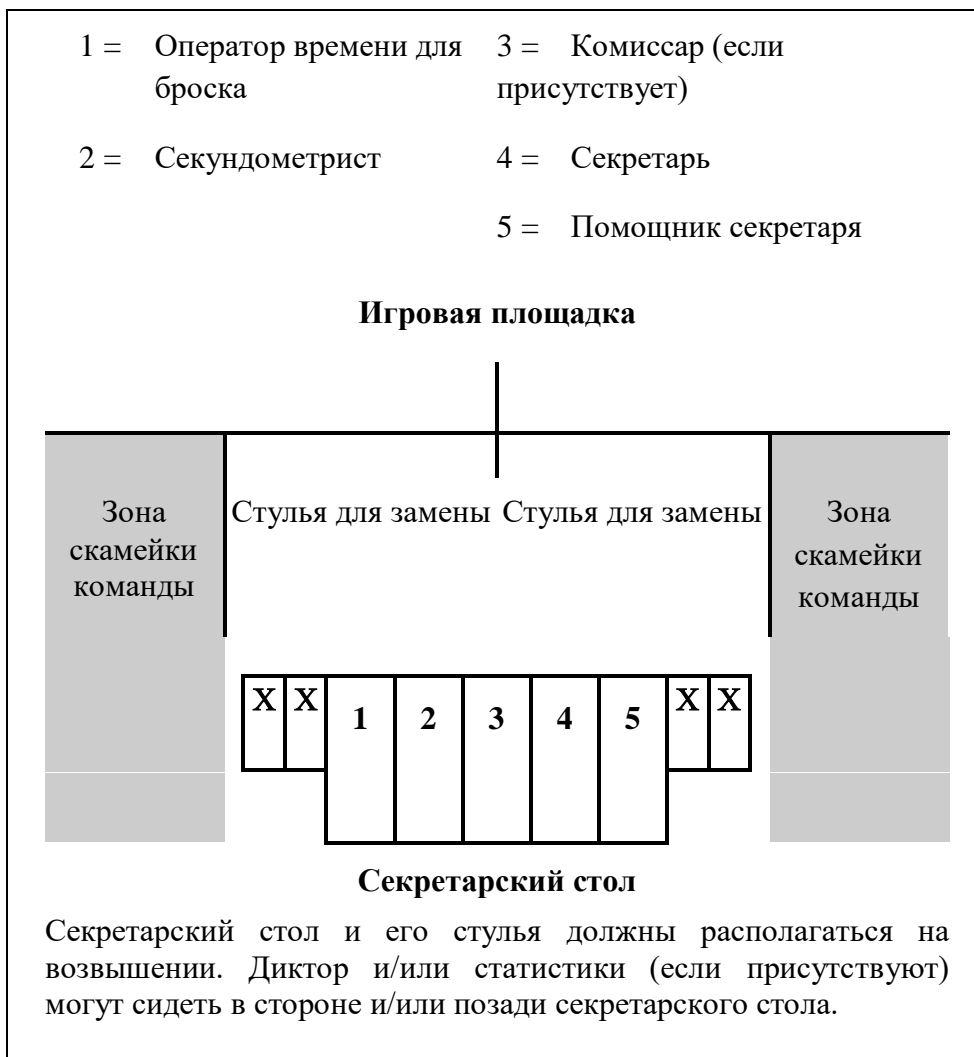 1 = Оператор времени для броска
3 = Комиссар (если присутствует)
2 = Секундометрист
4 = Секретарь
5 = Помощник секретаря
Игровая площадка
Зона
скамейки
команды
Стулья для замены Стулья для замены
Зона
скамейки
команды
X X 1 2 3 4 5 X X
Секретарский стол
Секретарский стол и его стулья должны располагаться на
возвышении. Диктор и/или статистики (если присутствуют)
могут сидеть в стороне и/или позади секретарского стола.